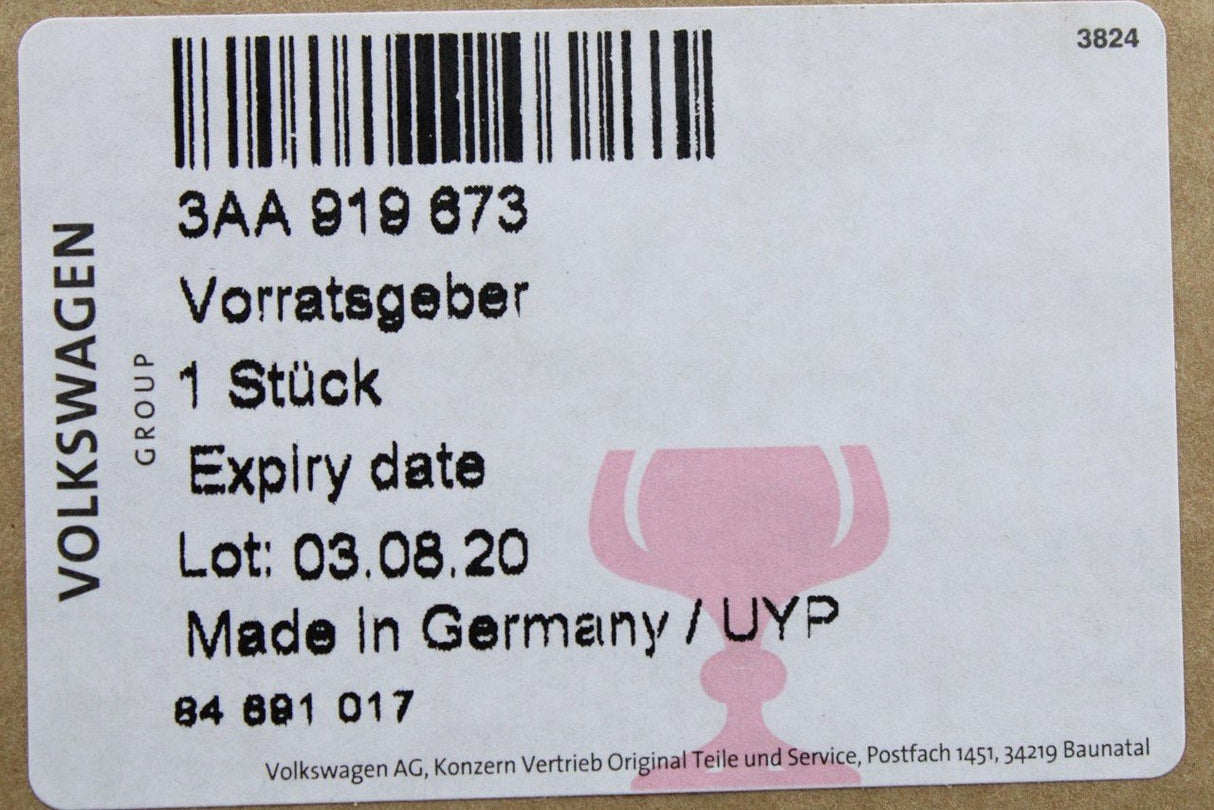 3824
3AA 919 673
Vorratsgeber
1 Stück
Expiry date
Lot: 03.08.20
Made in Germany / UYP
84 691 017
VOLKSWAGEN
GROUP
Volkswagen AG, Konzern Vertrieb Original Teile und Service, Postfach 1451, 34219 Baunatal